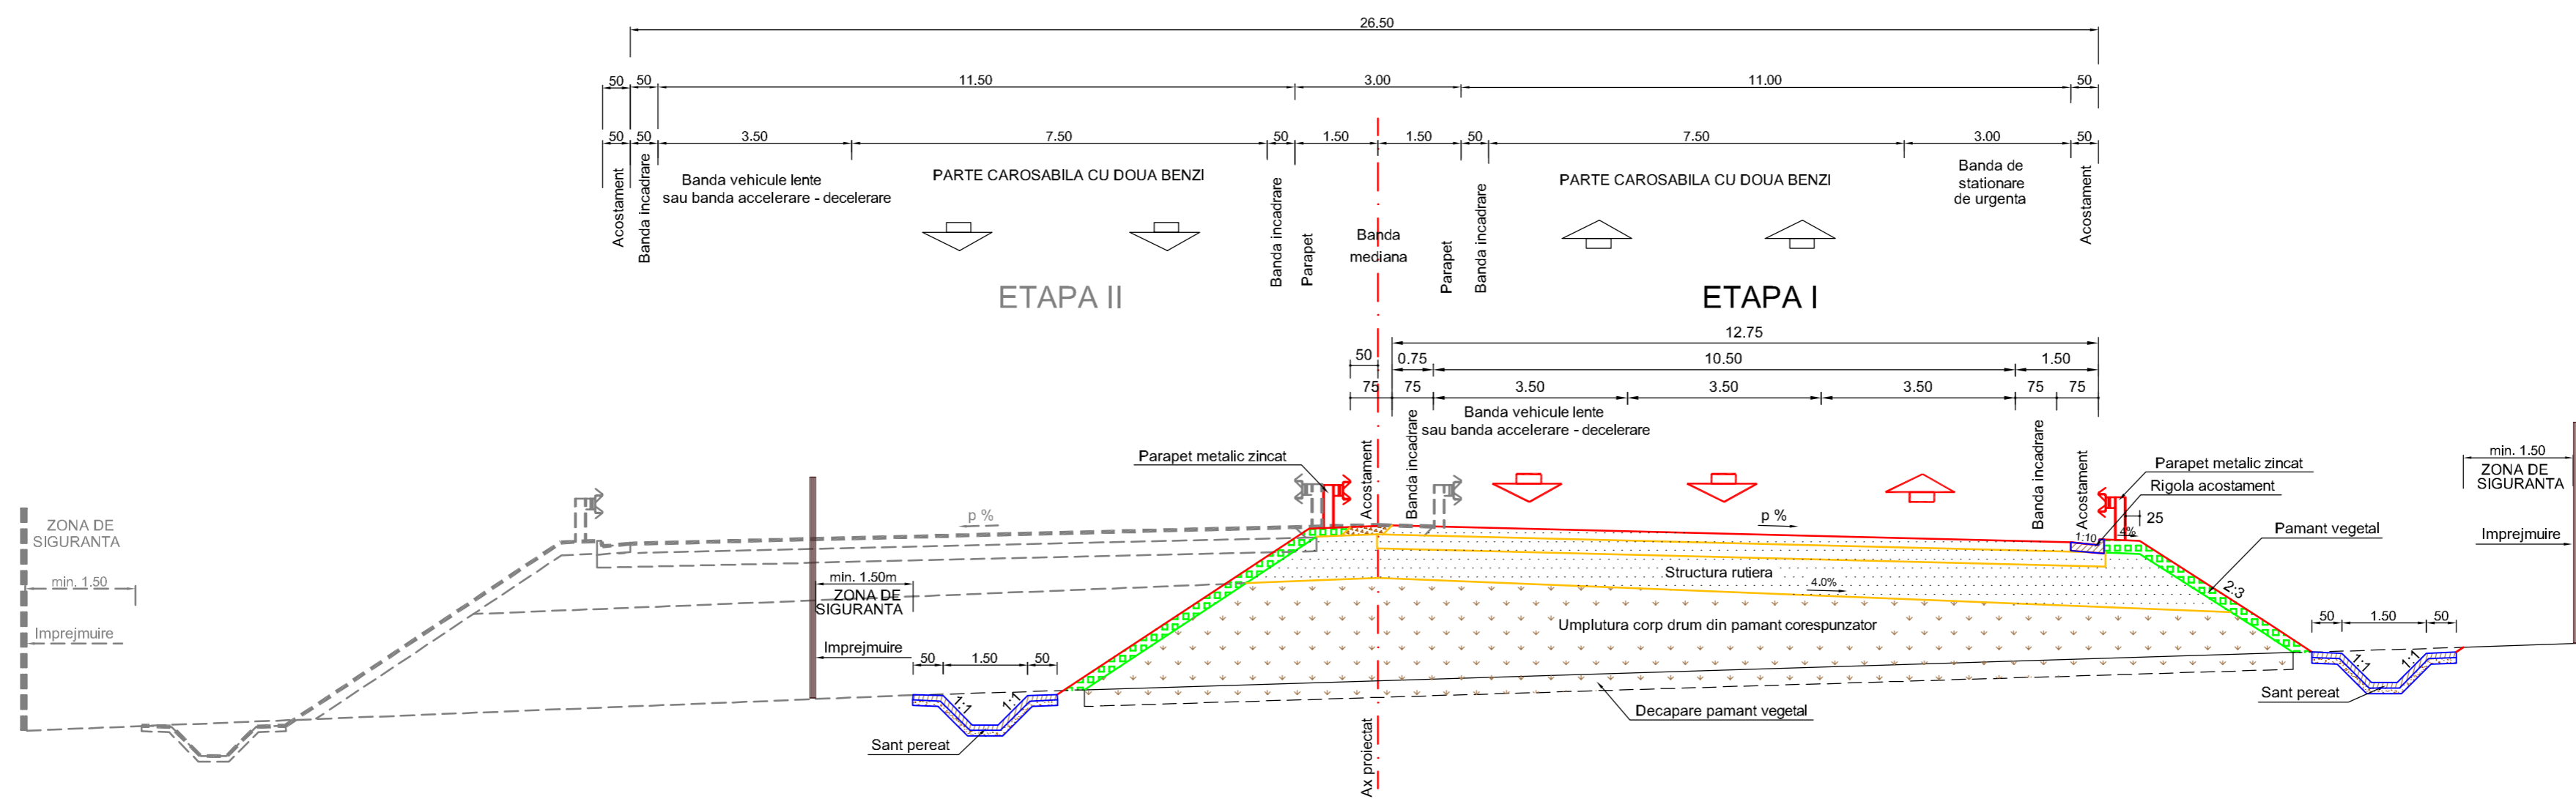 26.50
50 50 11.50 3.00 11.00 50
50 50 3.50 7.50 50 1.50 1.50 50 7.50 3.00 50
Acostament
Banda incadrare
Banda vehicule lente
sau banda accelerare - decelerare
PARTE CAROSABILA CU DOUA BENZI
Banda incadrare
Parapet
Banda
mediana
Parapet
Banda incadrare
PARTE CAROSABILA CU DOUA BENZI
Banda de
stationare
de urgenta
Acostament
ETAPA II
ETAPA I
12.75
50 0.75 10.50 1.50
75 75 3.50 3.50 3.50 75 75
Banda vehicule lente
sau banda accelerare - decelerare
Acostament
Banda incadrare
Banda incadrare
Acostament
Parapet metalic zincat
Parapet metalic zincat
Rigola acostament
25
Pamant vegetal
min. 1.50
ZONA DE
SIGURANTA
Imprejmuire
ZONA DE
SIGURANTA
min. 1.50
Imprejmuire
p %
p %
1:10
4%
2:3
min. 1.50m
ZONA DE
SIGURANTA
Imprejmuire
Structura rutiera
4.0%
Umplutura corp drum din pamant corespunzator
50 1.50 50
1:1
1:1
Sant pereat
50 1.50 50
1:1
1:1
Sant pereat
Decapare pamant vegetal
Ax proiectat